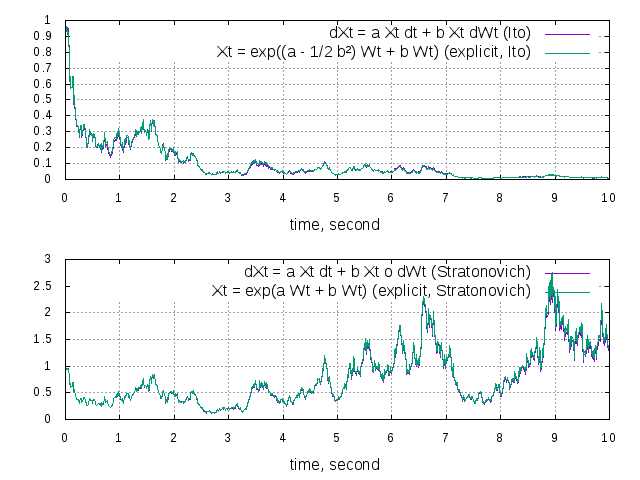 1
0.9
0.8
0.7
0.6
0.5
0.4
0.3
0.2
0.1
0
dXt = a Xt dt + b Xt dWt (Ito)
Xt = exp((a - 1/2 b²) Wt + b Wt) (explicit, Ito)
0 1 2 3 4 5 6 7 8 9 10
time, second
3
2.5
2
1.5
1
0.5
0
dXt = a Xt dt + b Xt o dWt (Stratonovich)
Xt = exp(a Wt + b Wt) (explicit, Stratonovich)
0 1 2 3 4 5 6 7 8 9 10
time, second